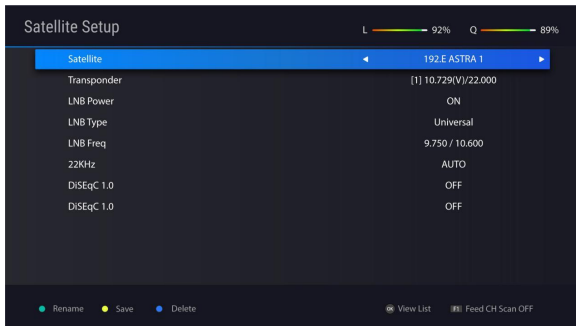 Satellite Setup L 92% Q 89%
Satellite 192.E ASTRA 1
Transponder [1] 10.729(V)/22.000
LNB Power ON
LNB Type Universal
LNB Freq 9.750 / 10.600
22KHz AUTO
DiSEqC 1.0 OFF
DiSEqC 1.0 OFF
Rename Save Delete OK View List F1 Feed CH Scan OFF